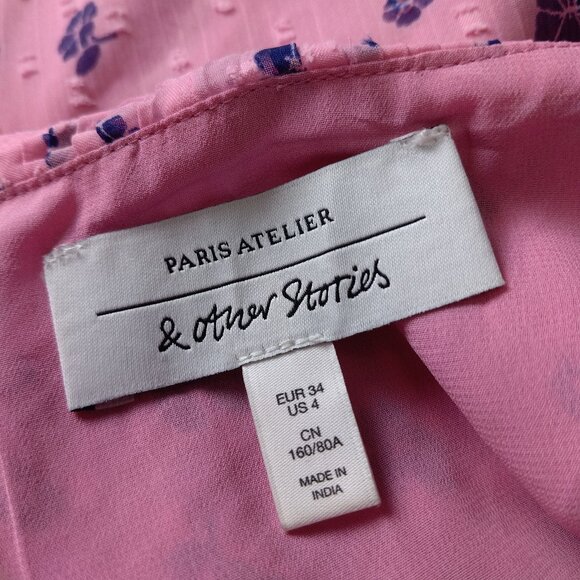 PARIS ATELIER
& other Stories
EUR 34
US 4
CN
160/80A
MADE IN
INDIA